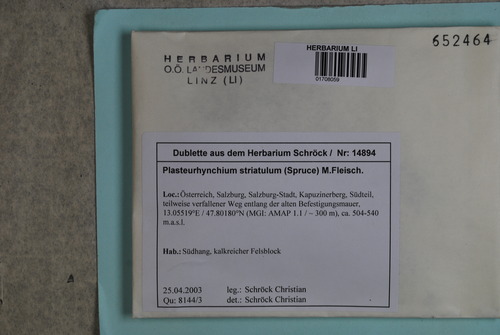 HERBARIUM
O.Ö. LANDESMUSEUM
LINZ (LI)
HERBARIUM LI
01708059
652464
Dublette aus dem Herbarium Schröck / Nr: 14894
Plasteurhynchium striatulum (Spruce) M.Fleisch.
Loc.:Österreich, Salzburg, Salzburg-Stadt, Kapuzinerberg, Südteil,
teilweise verfallener Weg entlang der alten Befestigungsmauer,
13.05519°E / 47.80180°N (MGI: AMAP 1.1 / ~ 300 m), ca. 504-540
m.a.s.l.
Hab.: Südhang, kalkreicher Felsblock
25.04.2003 leg.: Schröck Christian
Qu: 8144/3 det.: Schröck Christian